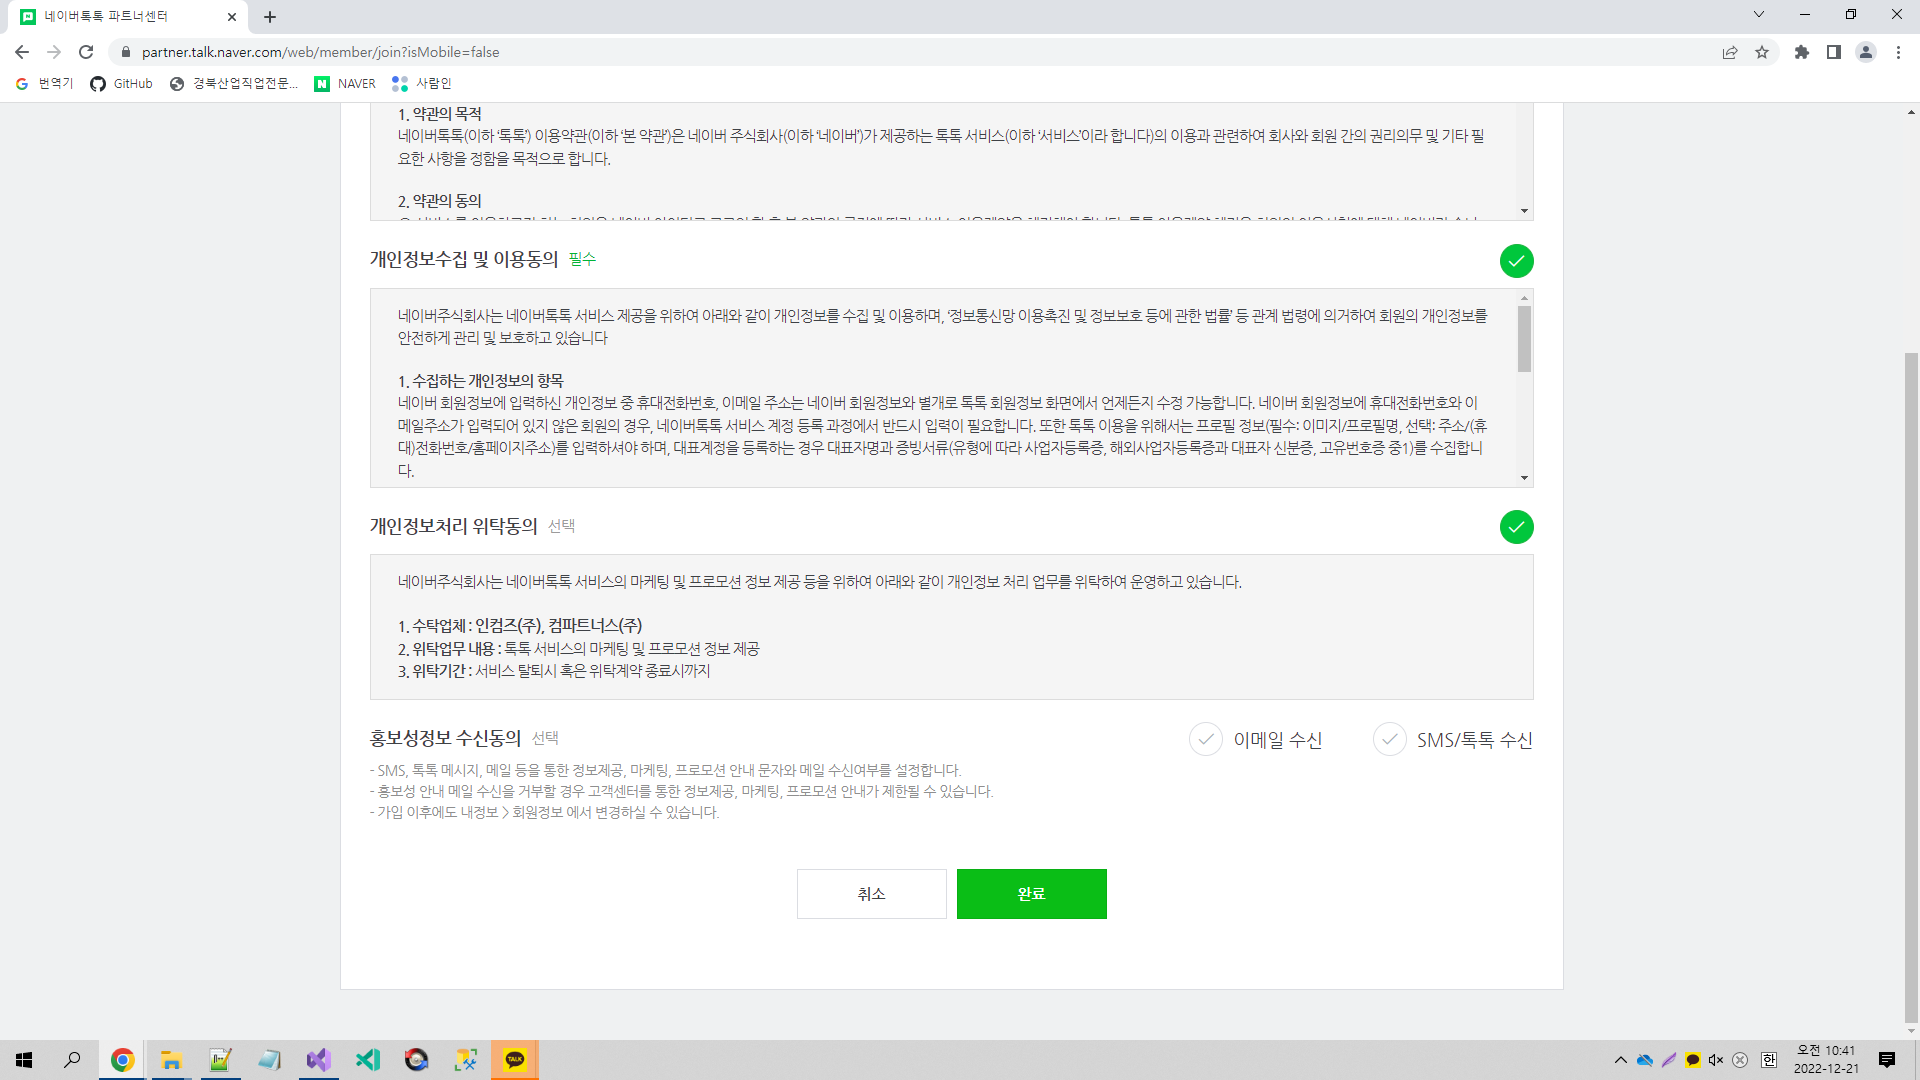 네이버톡톡 파트너센터
partner.talk.naver.com/web/member/join?isMobile=false
번역기
GitHub
경북산업직업전문...
NAVER
사람인
1. 약관의 목적
네이버톡톡(이하 ‘톡톡’) 이용약관(이하 ‘본 약관’)은 네이버 주식회사(이하 ‘네이버’)가 제공하는 톡톡 서비스(이하 ‘서비스’이라 합니다)의 이용과 관련하여 회사와 회원 간의 권리의무 및 기타 필
요한 사항을 정함을 목적으로 합니다.
2. 약관의 동의
개인정보수집 및 이용동의 필수
네이버주식회사는 네이버톡톡 서비스 제공을 위하여 아래와 같이 개인정보를 수집 및 이용하며, ‘정보통신망 이용촉진 및 정보보호 등에 관한 법률’ 등 관계 법령에 의거하여 회원의 개인정보를
안전하게 관리 및 보호하고 있습니다
1. 수집하는 개인정보의 항목
네이버 회원정보에 입력하신 개인정보 중 휴대전화번호, 이메일 주소는 네이버 회원정보와 별개로 톡톡 회원정보 화면에서 언제든지 수정 가능합니다. 네이버 회원정보에 휴대전화번호와 이
메일주소가 입력되어 있지 않은 회원의 경우, 네이버톡톡 서비스 계정 등록 과정에서 반드시 입력이 필요합니다. 또한 톡톡 이용을 위해서는 프로필 정보(필수: 이미지/프로필명, 선택: 주소/(휴
대)전화번호/홈페이지주소)를 입력하셔야 하며, 대표계정을 등록하는 경우 대표자명과 증빙서류(유형에 따라 사업자등록증, 해외사업자등록증과 대표자 신분증, 고유번호증 중1)를 수집합니
다.
개인정보처리 위탁동의 선택
네이버주식회사는 네이버톡톡 서비스의 마케팅 및 프로모션 정보 제공 등을 위하여 아래와 같이 개인정보 처리 업무를 위탁하여 운영하고 있습니다.
1. 수탁업체 : 인컴즈(주), 컴파트너스(주)
2. 위탁업무 내용 : 톡톡 서비스의 마케팅 및 프로모션 정보 제공
3. 위탁기간 : 서비스 탈퇴시 혹은 위탁계약 종료시까지
홍보성정보 수신동의 선택 이메일 수신 SMS/톡톡 수신
- SMS, 톡톡 메시지, 메일 등을 통한 정보제공, 마케팅, 프로모션 안내 문자와 메일 수신여부를 설정합니다.
- 홍보성 안내 메일 수신을 거부할 경우 고객센터를 통한 정보제공, 마케팅, 프로모션 안내가 제한될 수 있습니다.
- 가입 이후에도 내정보 > 회원정보 에서 변경하실 수 있습니다.
취소 완료
TALK
한
오전 10:41
2022-12-21